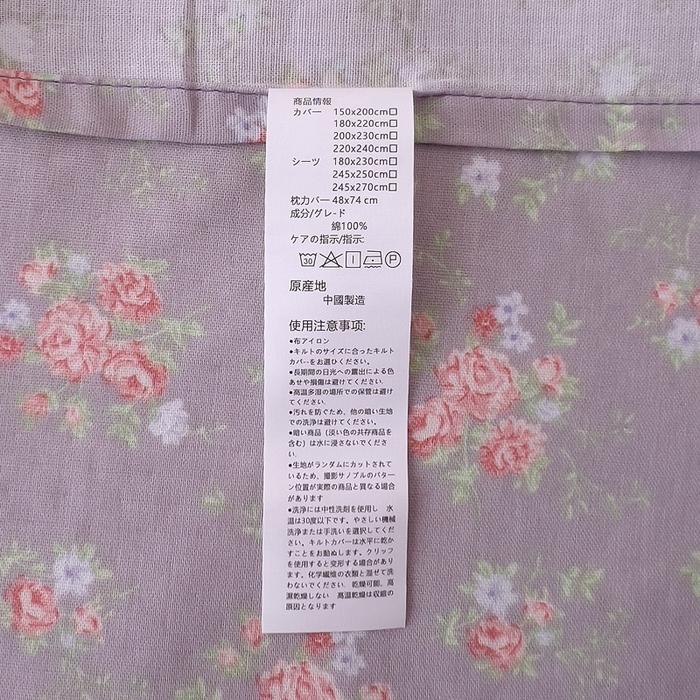 商品情報
カバー 150x200cm☐
180x220cm☐
200x230cm☐
220x240cm☐
シーツ 180x230cm☐
245x250cm☐
245x270cm☐
枕カバー 48x74 cm
成分/グレ-ド
綿100%
ケアの指示/指示:
30 P
原産地
中國製造
使用注意事项:
•布アイロン
•キルトのサイズに合ったキルト
カバーをお選ひください。
•長期間の日光への露出による色
あせや損傷は避けてください.
•高温多湿の場所での保管は避け
てください.
•汚れを防ぐため、他の暗い生地
での洗浄は避けてください。
•暗い商品（淡い色の共存商品を
含む）は水に浸さないでくださ
い.
•生地がランダムにカットされて
いるため、撮影サノプルのパター
ン位置が実際の商品と異なる場合
があります
•洗浄には中性洗剤を使用し 水
温は30度以下です。やさしい機械
洗浄または手洗いを選択してくだ
さい。キルトカバーは水平に乾か
すことをお勧めします。クリップ
を使用すると変形する場合があり
ます。化学繊维の衣類と混ぜて洗
わないでください. 乾燥可能, 高
温乾燥しない 高温乾燥は収縮の
原因となります